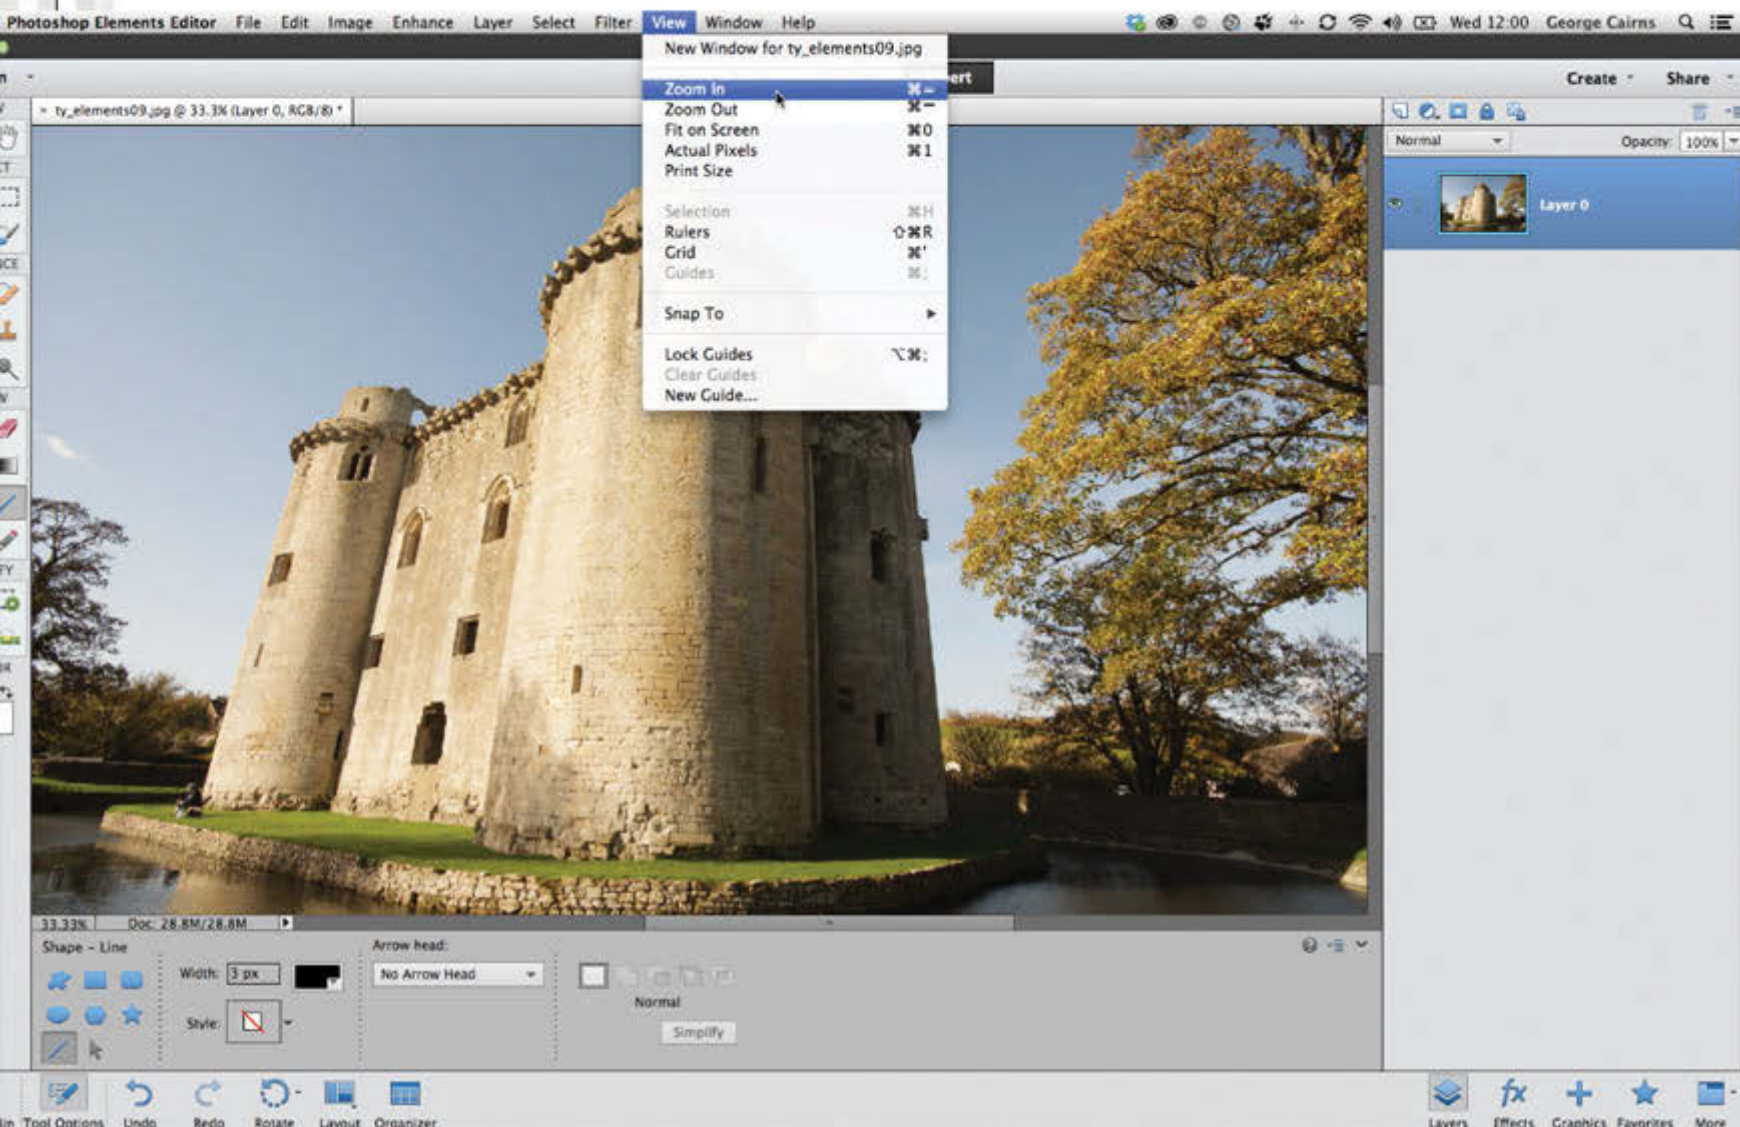 Photoshop Elements Editor File Edit Image Enhance Layer Select Filter View Window Help Wed 12:00 George Cairns
New Window for ty_elements09.jpg
Create Share
Zoom In ⌘=
ty_elements09.jpg @ 33.3% (Layer 0, RGB/8) *
Zoom Out ⌘−
Fit on Screen ⌘0
Actual Pixels ⌘1
Print Size
Normal Opacity: 100%
Selection ⌘H
Layer 0
Rulers ⇧⌘R
Grid ⌘'
Guides ⌘;
Snap To
Lock Guides ⌥⌘;
Clear Guides
New Guide...
33.33% Doc: 28.8M/28.8M
Shape - Line
Arrow head:
Width: 3 px
No Arrow Head
Normal
Style:
Simplify
Tool Options Undo Redo Rotate Layout Organizer
Layers Effects Graphics Favorites More